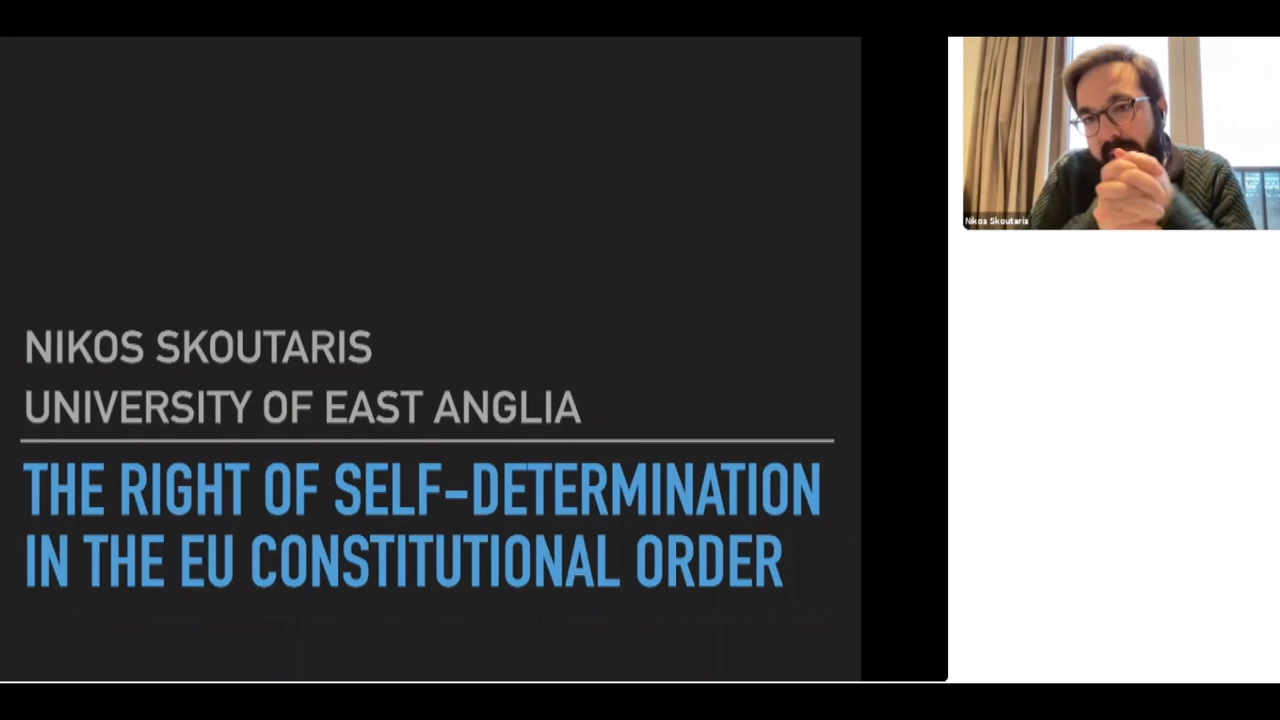 NIKOS SKOUTARIS
UNIVERSITY OF EAST ANGLIA
THE RIGHT OF SELF-DETERMINATION
IN THE EU CONSTITUTIONAL ORDER
Nikos Skoutaris